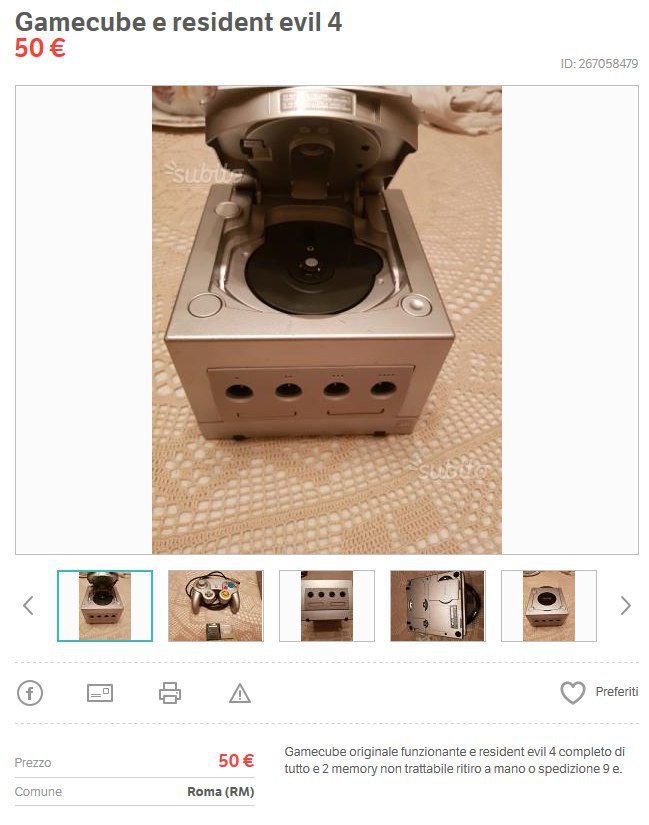 Gamecube e resident evil 4
50 €
ID: 267058479
subito
subito
Preferiti
Prezzo
50 €
Comune
Roma (RM)
Gamecube originale funzionante e resident evil 4 completo di
tutto e 2 memory non trattabile ritiro a mano o spedizione 9 e.